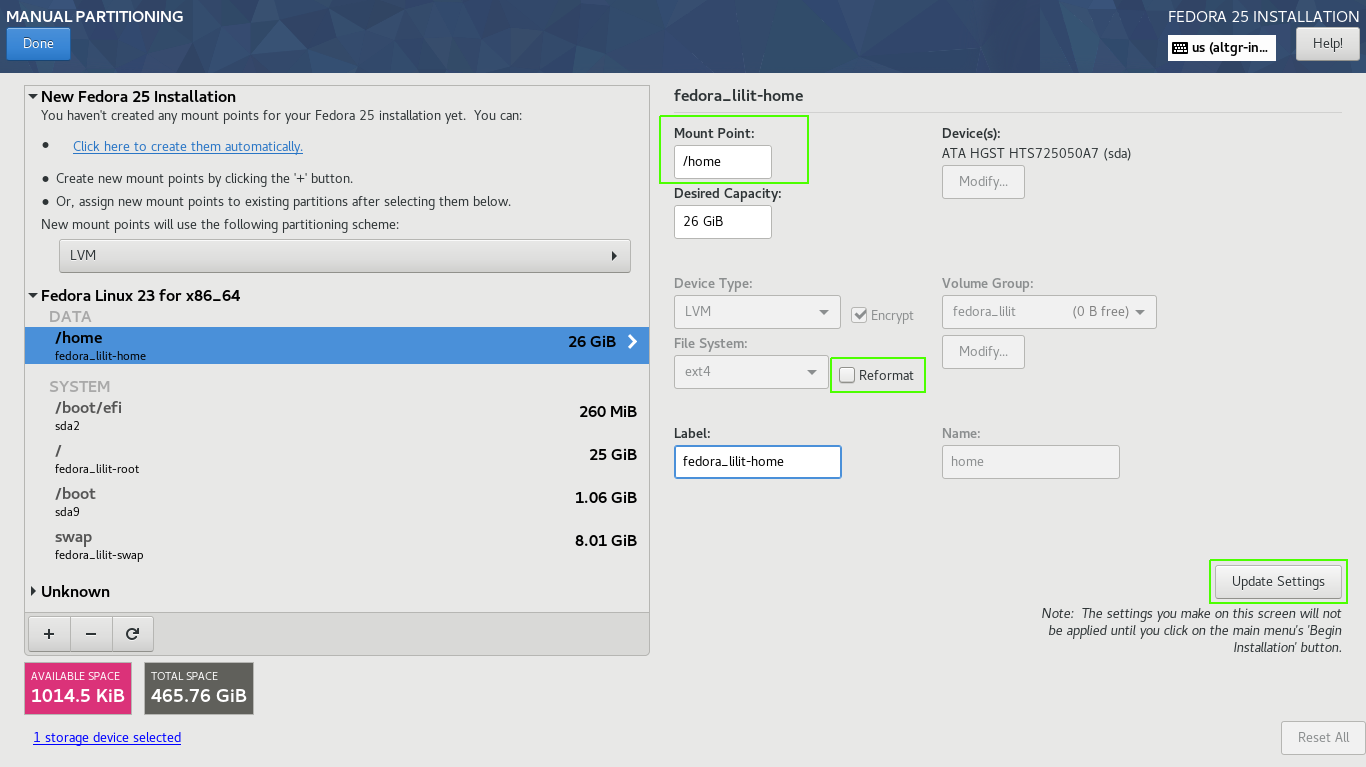 MANUAL PARTITIONING
FEDORA 25 INSTALLATION
Done
us (altgr-in...
Help!
New Fedora 25 Installation
You haven't created any mount points for your Fedora 25 installation yet.  You can:
● Click here to create them automatically.
● Create new mount points by clicking the '+' button.
● Or, assign new mount points to existing partitions after selecting them below.
New mount points will use the following partitioning scheme:
LVM
Fedora Linux 23 for x86_64
DATA
/home 26 GiB
fedora_lilit-home
SYSTEM
/boot/efi 260 MiB
sda2
/ 25 GiB
fedora_lilit-root
/boot 1.06 GiB
sda9
swap 8.01 GiB
fedora_lilit-swap
Unknown
+ −
AVAILABLE SPACE
1014.5 KiB
TOTAL SPACE
465.76 GiB
1 storage device selected
fedora_lilit-home
Mount Point:
/home
Device(s):
ATA HGST HTS725050A7 (sda)
Modify...
Desired Capacity:
26 GiB
Device Type:
LVM
Encrypt
Volume Group:
fedora_lilit (0 B free)
Modify...
File System:
ext4
Reformat
Label:
fedora_lilit-home
Name:
home
Update Settings
Note:  The settings you make on this screen will not
be applied until you click on the main menu's 'Begin
Installation' button.
Reset All